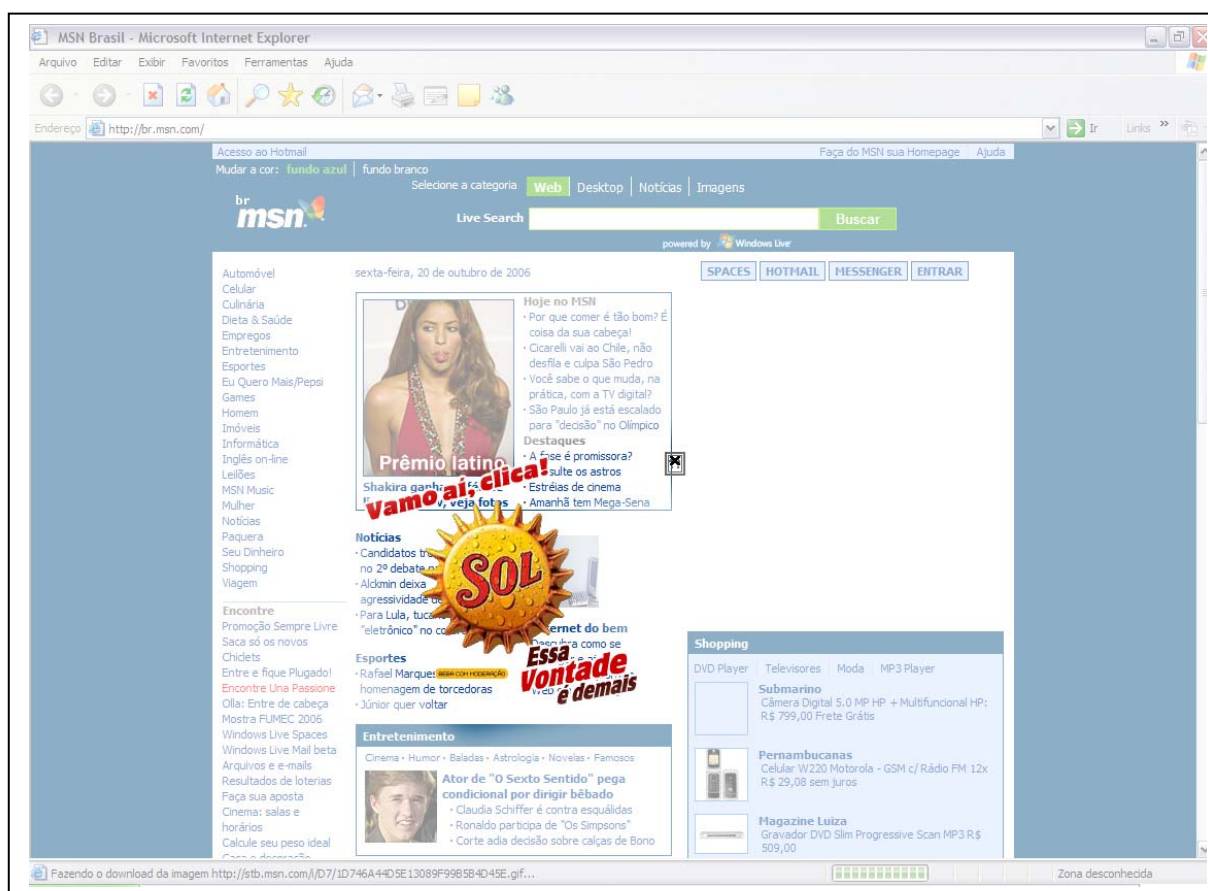 MSN Brasil - Microsoft Internet Explorer
Arquivo Editar Exibir Favoritos Ferramentas Ajuda
Endereço http://br.msn.com/ Ir Links »
Acesso ao Hotmail Faça do MSN sua Homepage Ajuda
Mudar a cor: fundo azul | fundo branco
Selecione a categoria Web Desktop | Notícias | Imagens
br
msn
Live Search Buscar
powered by Windows Live
sexta-feira, 20 de outubro de 2006
SPACES HOTMAIL MESSENGER ENTRAR
Automóvel
Celular
Culinária
Dieta & Saúde
Empregos
Entretenimento
Esportes
Eu Quero Mais/Pepsi
Games
Homem
Imóveis
Informática
Inglês on-line
Leilões
MSN Music
Mulher
Notícias
Paquera
Seu Dinheiro
Shopping
Viagem
Encontre
Promoção Sempre Livre
Saca só os novos
Chiclets
Entre e fique Plugado!
Encontre Una Passione
Olla: Entre de cabeça
Mostra FUMEC 2006
Windows Live Spaces
Windows Live Mail beta
Arquivos e e-mails
Resultados de loterias
Faça sua aposta
Cinema: salas e
horários
Calcule seu peso ideal
Casa e decoração
Prêmio latino
Shakira
veja fotos
Hoje no MSN
· Por que comer é tão bom? É
coisa da sua cabeça!
· Cicarelli vai ao Chile, não
desfila e culpa São Pedro
· Você sabe o que muda, na
prática, com a TV digital?
· São Paulo já está escalado
para "decisão" no Olímpico
Destaques
· A fase é promissora?
os astros
· Estréias de cinema
· Amanhã tem Mega-Sena
Vamo aí, clica!
SOL
Essa
Vontade
é demais
BEBA COM MODERAÇÃO
Notícias
· Candidatos
no 2º debate
· Alckmin deixa
agressividade
· Para Lula,
"eletrônico" no
do bem
Descubra como se
Esportes
· Rafael
homenagem de torcedoras
· Júnior quer voltar
Entretenimento
Cinema · Humor · Baladas · Astrologia · Novelas · Famosos
Ator de "O Sexto Sentido" pega
condicional por dirigir bêbado
· Claudia Schiffer é contra esquálidas
· Ronaldo participa de "Os Simpsons"
· Corte adia decisão sobre calças de Bono
Shopping
DVD Player | Televisores | Moda | MP3 Player
Submarino
Câmera Digital 5.0 MP HP + Multifuncional HP:
R$ 799,00 Frete Grátis
Pernambucanas
Celular W220 Motorola - GSM c/ Rádio FM 12x
R$ 29,08 sem juros
Magazine Luiza
Gravador DVD Slim Progressive Scan MP3 R$
509,00
Fazendo o download da imagem http://stb.msn.com/i/D7/1D746A44D5E13089F99B5B4D45E.gif... Zona desconhecida